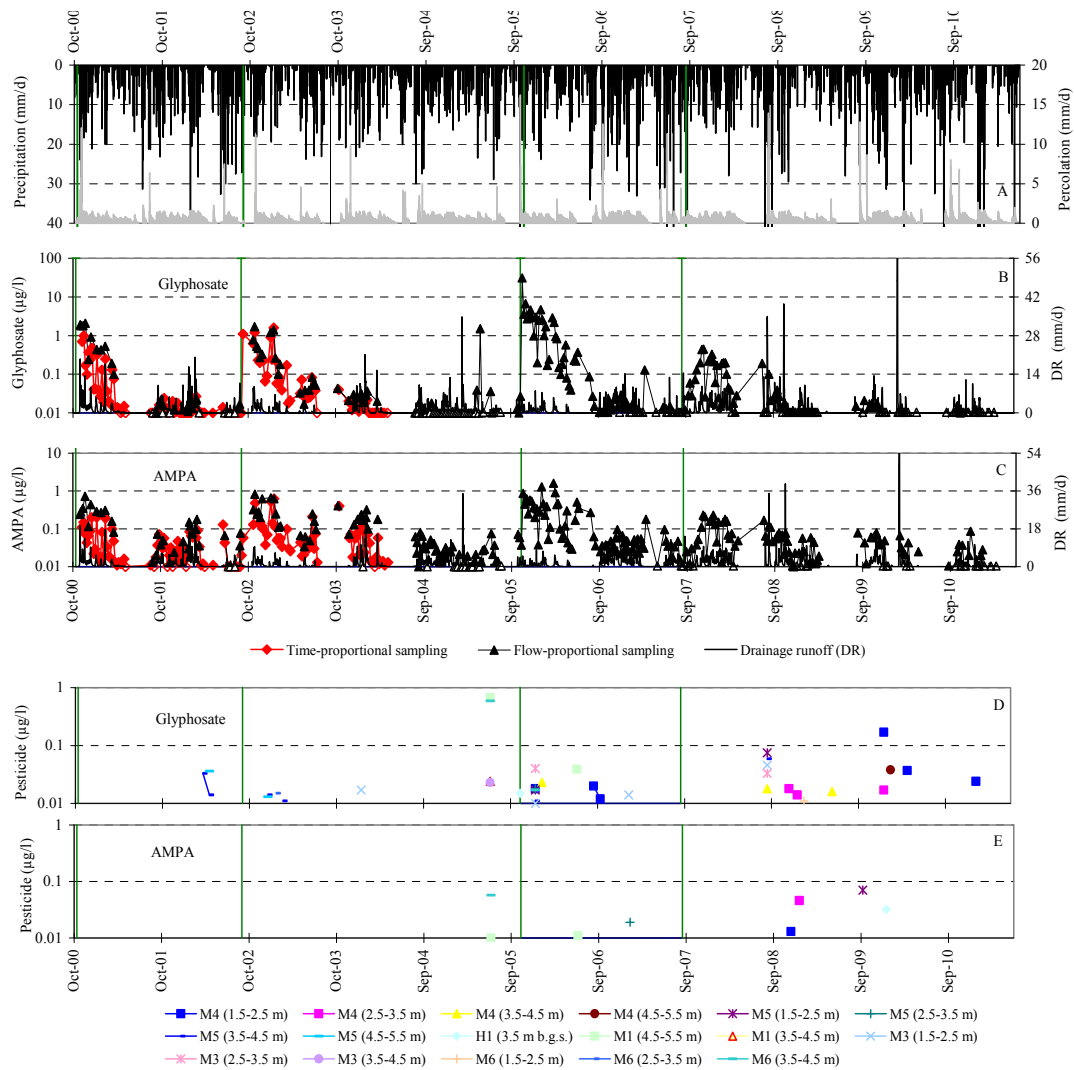 Oct-00 Oct-01 Oct-02 Oct-03 Sep-04 Sep-05 Sep-06 Sep-07 Sep-08 Sep-09 Sep-10
Precipitation (mm/d)
0
10
20
30
40
Percolation (mm/d)
20
15
10
5
0
A
Glyphosate (µg/l)
100
10
1
0.1
0.01
Glyphosate
B
DR (mm/d)
56
42
28
14
0
AMPA (µg/l)
10
1
0.1
0.01
AMPA
C
DR (mm/d)
54
36
18
0
Oct-00 Oct-01 Oct-02 Oct-03 Sep-04 Sep-05 Sep-06 Sep-07 Sep-08 Sep-09 Sep-10
Time-proportional sampling Flow-proportional sampling Drainage runoff (DR)
Pesticide (µg/l)
1
0.1
0.01
Glyphosate
D
Pesticide (µg/l)
1
0.1
0.01
AMPA
E
Oct-00 Oct-01 Oct-02 Oct-03 Sep-04 Sep-05 Sep-06 Sep-07 Sep-08 Sep-09 Sep-10
M4 (1.5-2.5 m) M4 (2.5-3.5 m) M4 (3.5-4.5 m) M4 (4.5-5.5 m) M5 (1.5-2.5 m) M5 (2.5-3.5 m)
M5 (3.5-4.5 m) M5 (4.5-5.5 m) H1 (3.5 m b.g.s.) M1 (4.5-5.5 m) M1 (3.5-4.5 m) M3 (1.5-2.5 m)
M3 (2.5-3.5 m) M3 (3.5-4.5 m) M6 (1.5-2.5 m) M6 (2.5-3.5 m) M6 (3.5-4.5 m)